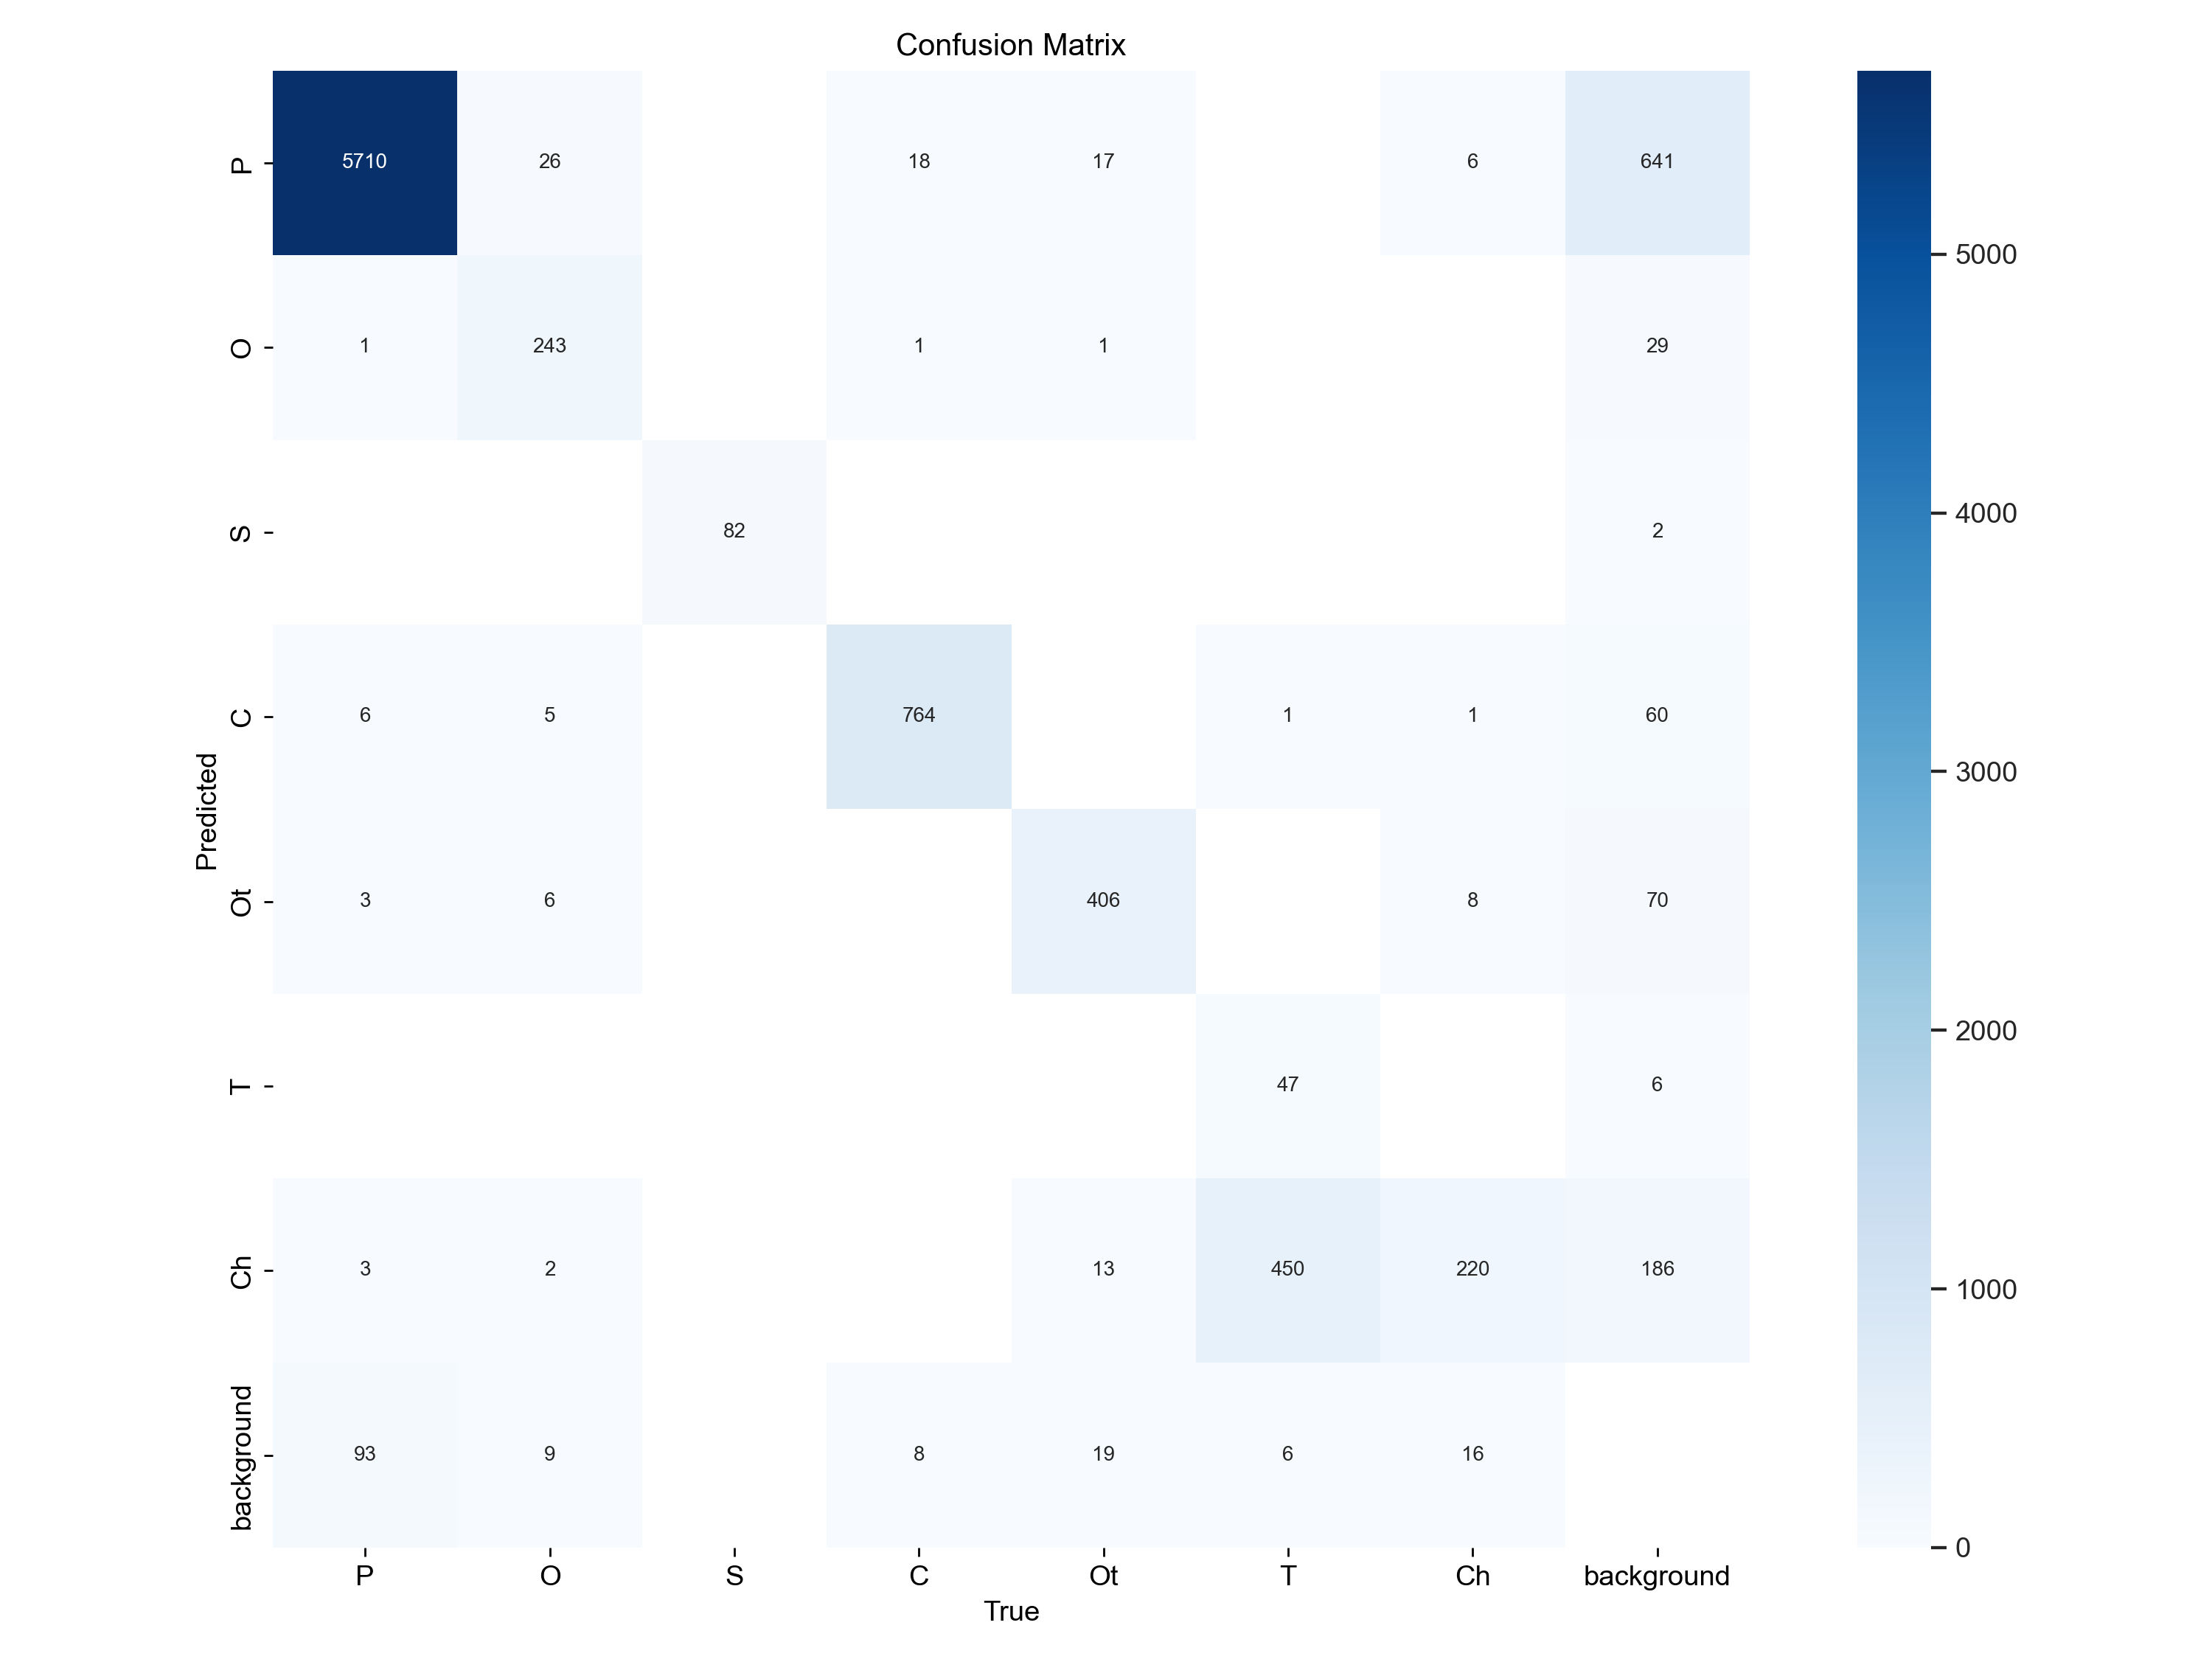 Confusion Matrix
P 5710 26 18 17 6 641
O 1 243 1 1 29
S 82 2
C 6 5 764 1 1 60
Ot 3 6 406 8 70
T 47 6
Ch 3 2 13 450 220 186
background 93 9 8 19 6 16
P O S C Ot T Ch background
True
Predicted
5000
4000
3000
2000
1000
0